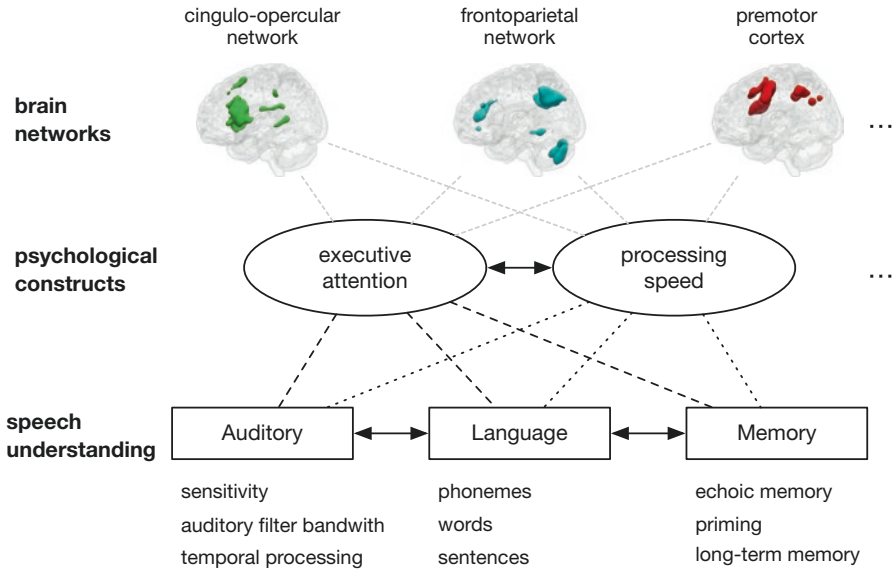 cingulo-opercular
network
frontoparietal
network
premotor
cortex
brain
networks
...
psychological
constructs
executive
attention
processing
speed
...
speech
understanding
Auditory
Language
Memory
sensitivity
phonemes
echoic memory
auditory filter bandwith
words
priming
temporal processing
sentences
long-term memory